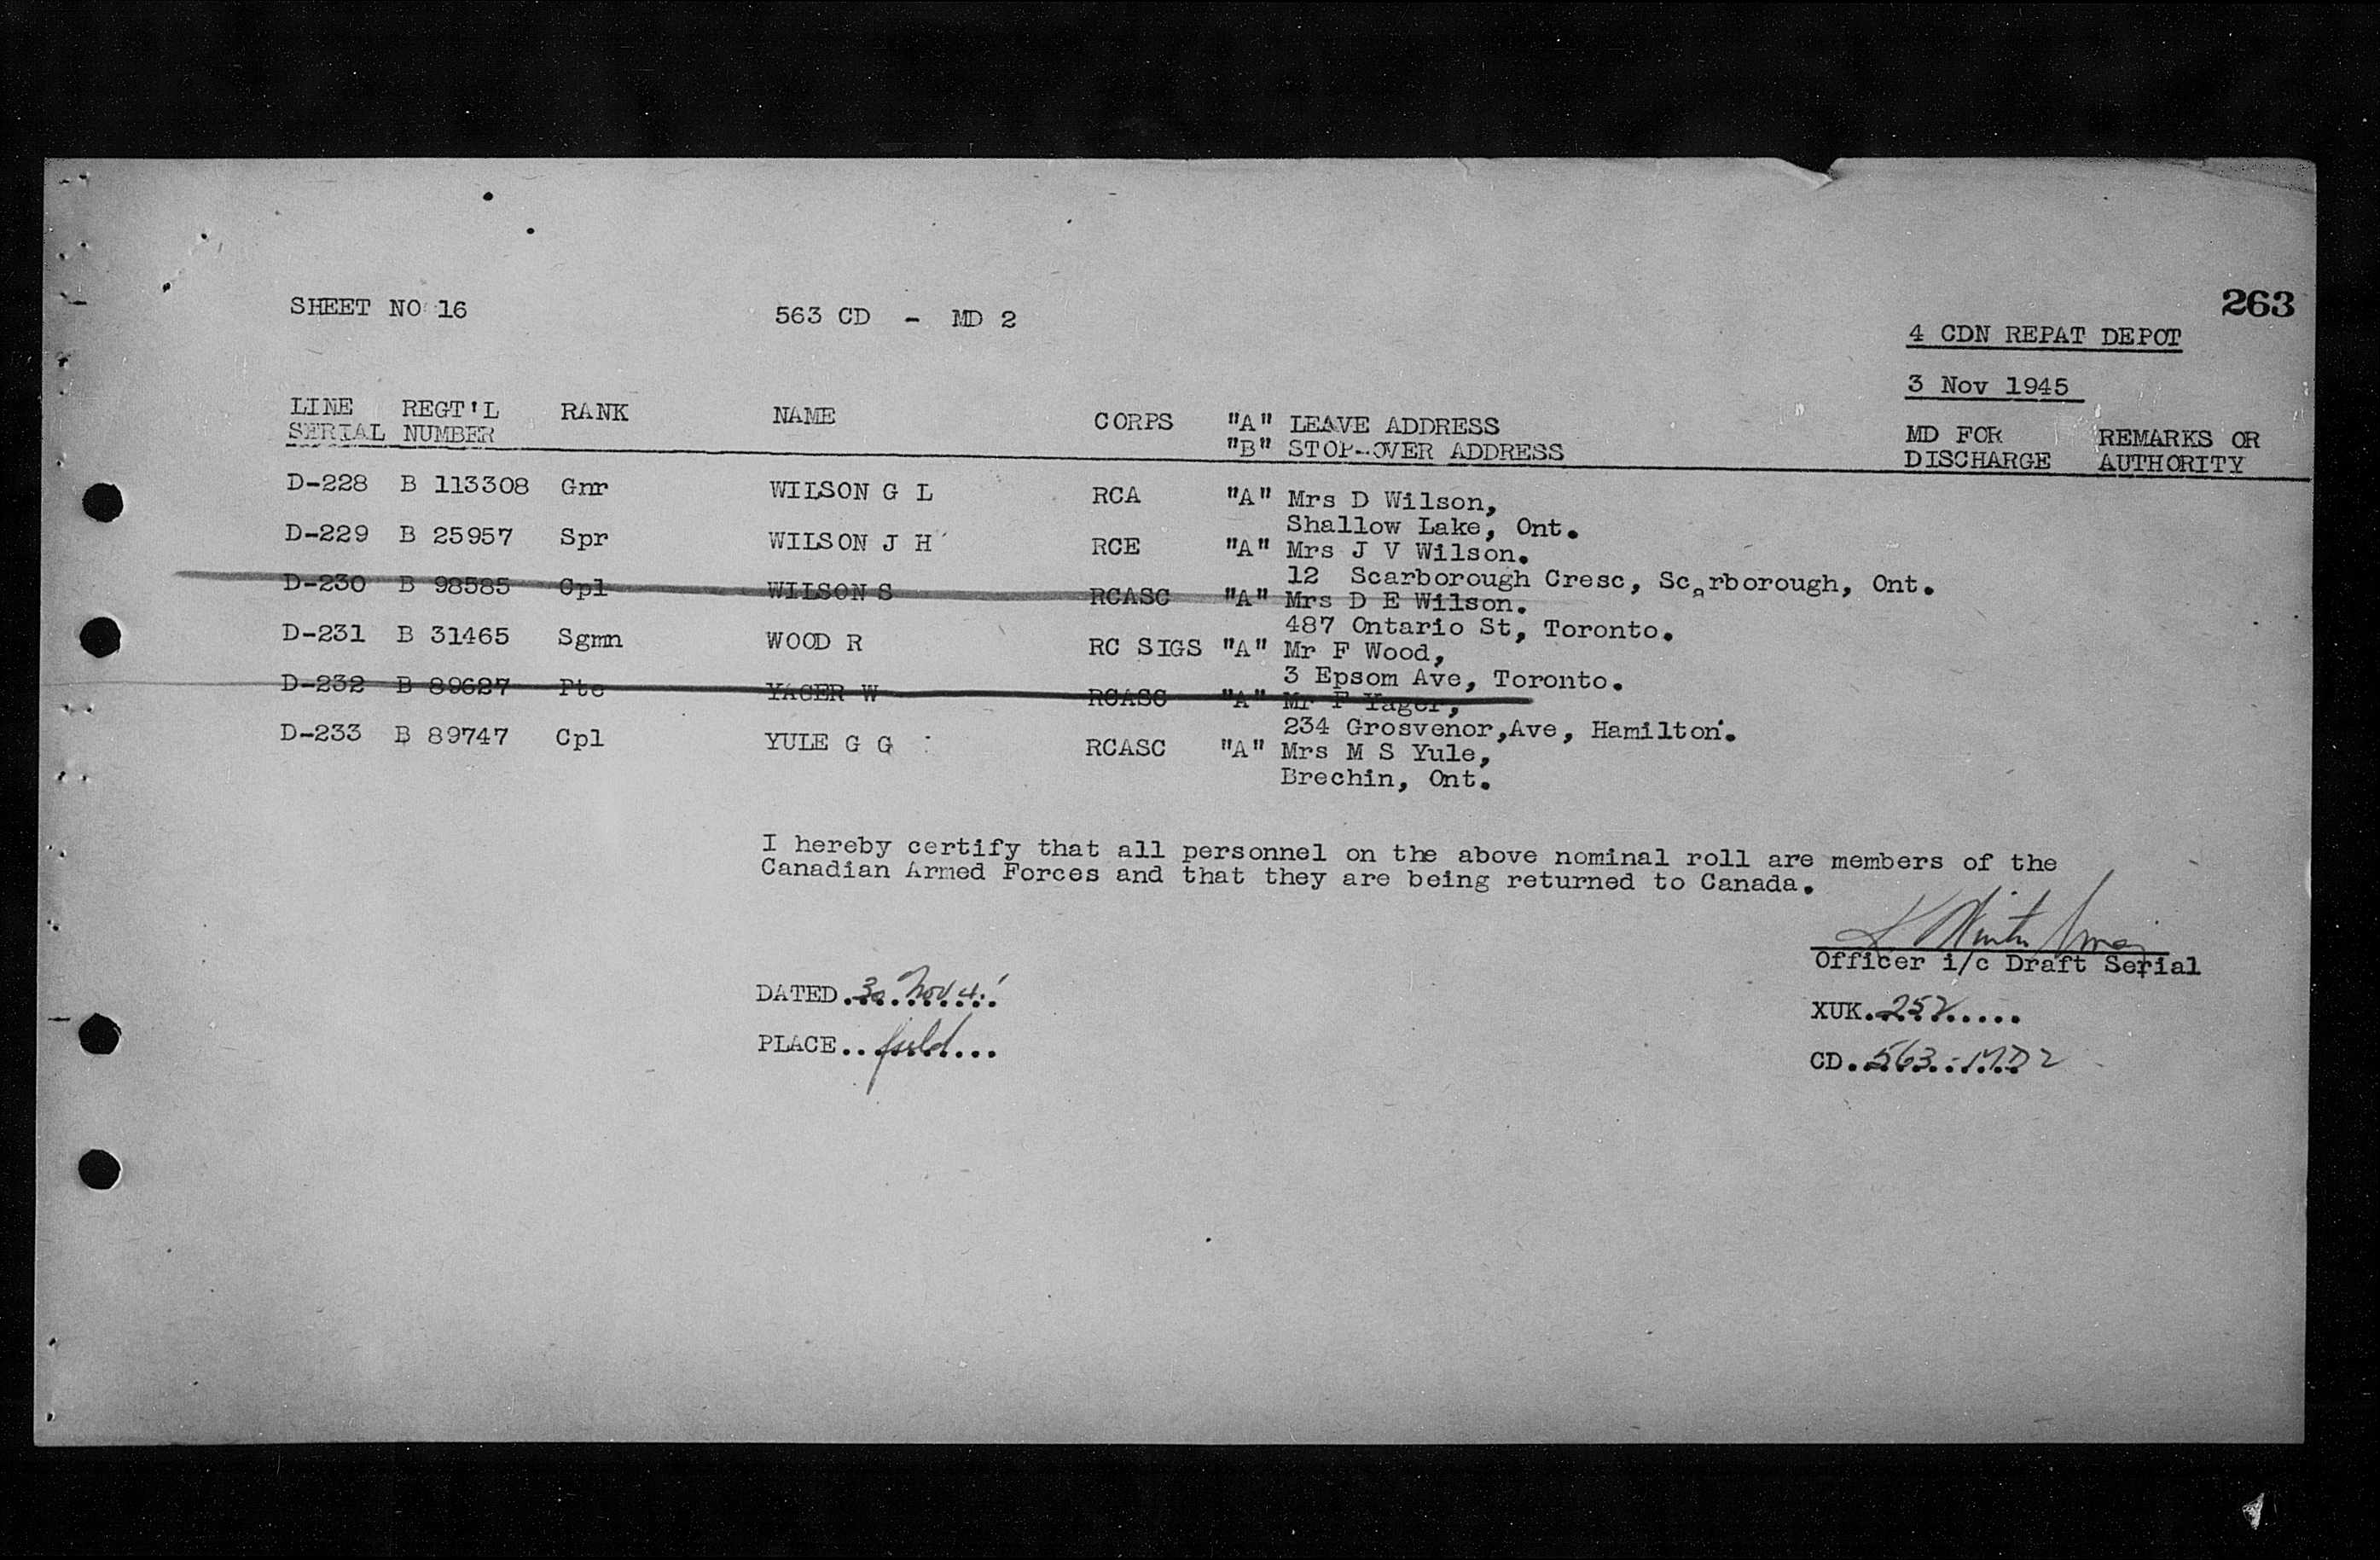 263
SHEET NO 16 563 CD - MD 2
4 CDN REPAT DEPOT
3 Nov 1945
LINE REGT'L RANK NAME CORPS "A" LEAVE ADDRESS MD FOR REMARKS OR
SERIAL NUMBER "B" STOP-OVER ADDRESS DISCHARGE AUTHORITY
D-228 B 113308 Gnr WILSON G L RCA "A" Mrs D Wilson,
Shallow Lake, Ont.
D-229 B 25957 Spr WILSON J H RCE "A" Mrs J V Wilson.
12 Scarborough Cresc, Scarborough, Ont.
D-230 B 98585 Cpl WILSON S RCASC "A" Mrs D E Wilson.
487 Ontario St, Toronto.
D-231 B 31465 Sgmn WOOD R RC SIGS "A" Mr F Wood,
3 Epsom Ave, Toronto.
D-232 B 89627 Pte YAGER W RCASC "A" Mr F Yager,
234 Grosvenor,Ave, Hamilton.
D-233 B 89747 Cpl YULE G G RCASC "A" Mrs M S Yule,
Brechin, Ont.
I hereby certify that all personnel on the above nominal roll are members of the
Canadian Armed Forces and that they are being returned to Canada.
Officer i/c Draft Serial
DATED. Nov
XUK.252.....
PLACE..field...
CD.563-MD2